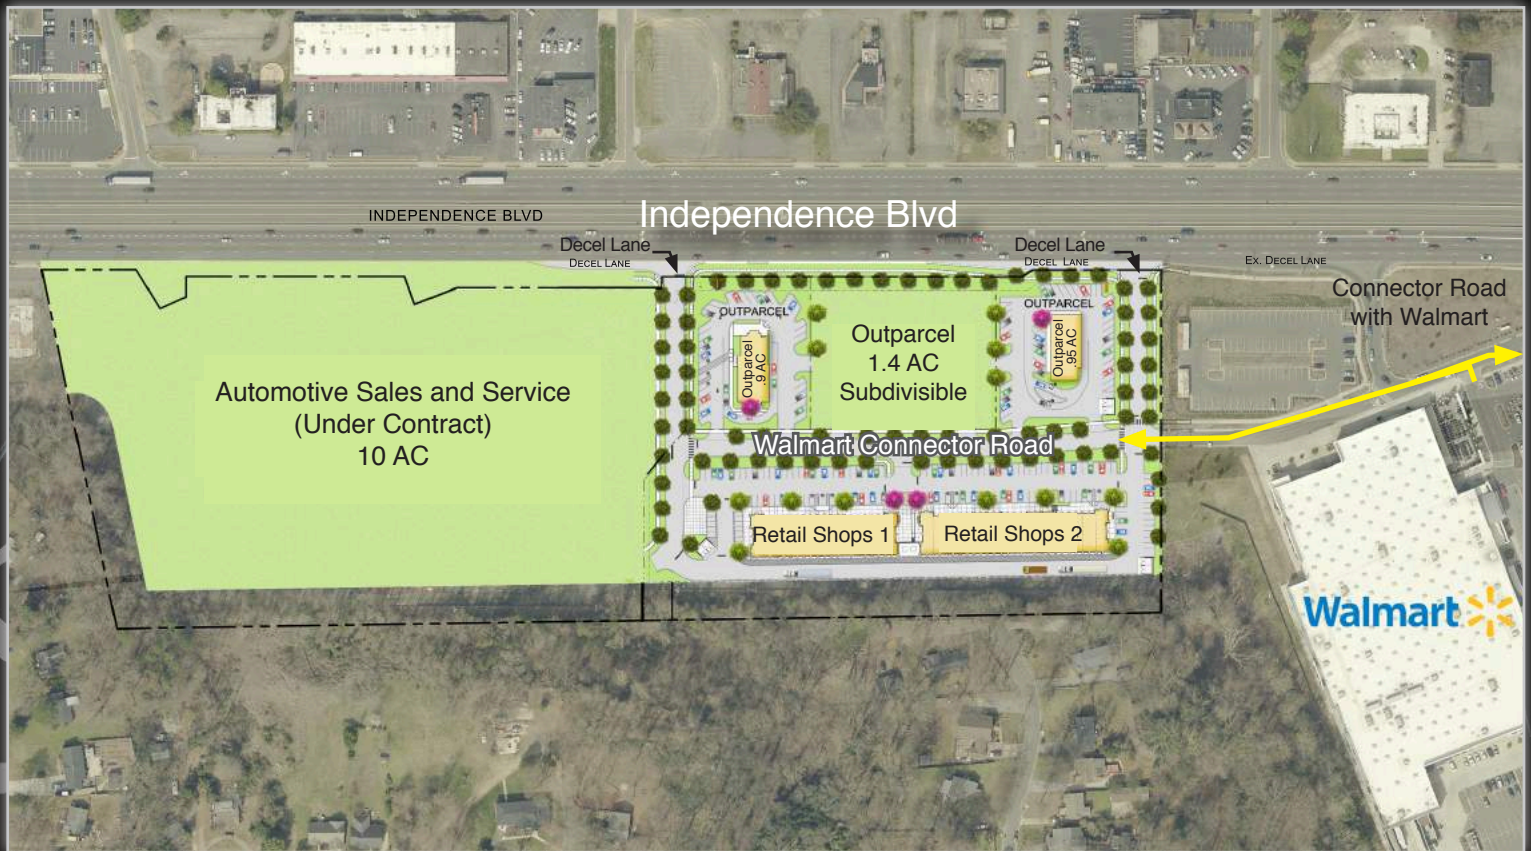 INDEPENDENCE BLVD
Independence Blvd
Decel Lane
DECEL LANE
Decel Lane
DECEL LANE
EX. DECEL LANE
Connector Road
with Walmart
OUTPARCEL
Outparcel
.9 AC
Outparcel
1.4 AC
Subdivisible
OUTPARCEL
Outparcel
.95 AC
Automotive Sales and Service
(Under Contract)
10 AC
Walmart Connector Road
Retail Shops 1
Retail Shops 2
Walmart